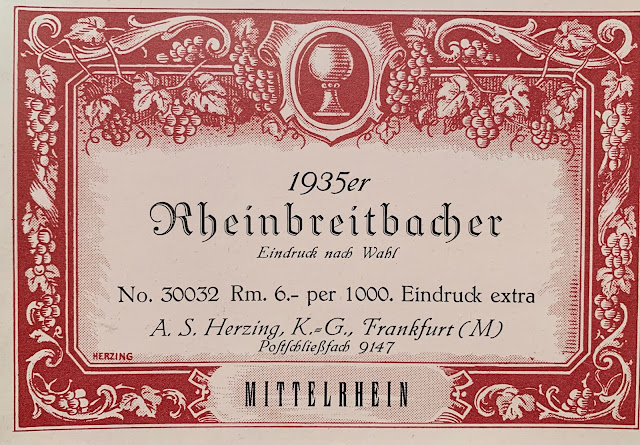 1935er
Rheinbreitbacher
Eindruck nach Wahl
No. 30032 Rm. 6.- per 1000. Eindruck extra
A. S. Herzing, K.=G., Frankfurt (M)
Postschließfach 9147
HERZING
MITTELRHEIN